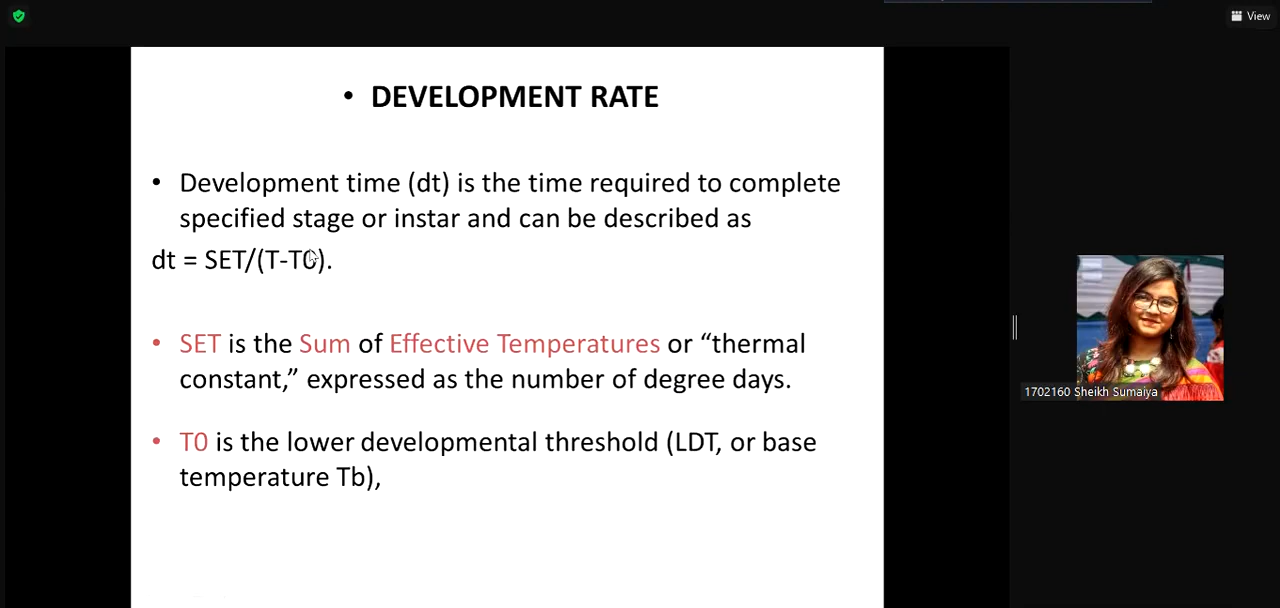 View
• DEVELOPMENT RATE
• Development time (dt) is the time required to complete
specified stage or instar and can be described as
dt = SET/(T-T0).
• SET is the Sum of Effective Temperatures or “thermal
constant,” expressed as the number of degree days.
• T0 is the lower developmental threshold (LDT, or base
temperature Tb),
1702160 Sheikh Sumaiya